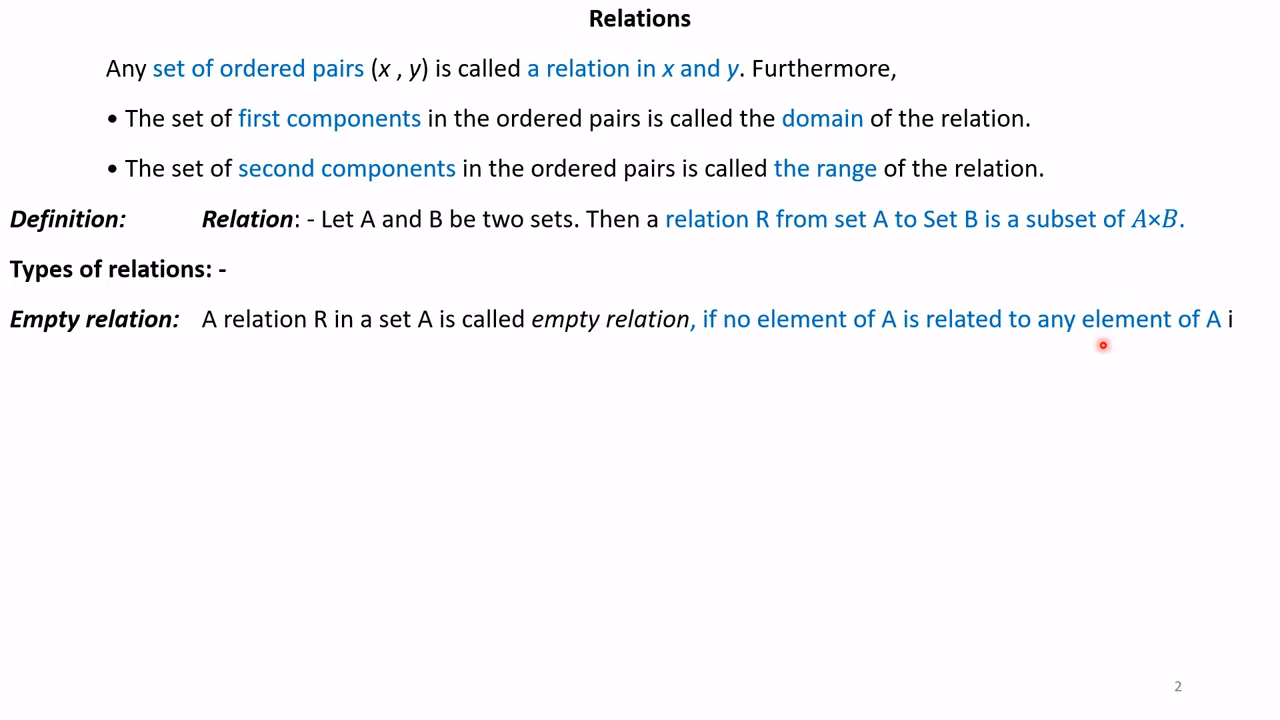 Relations
Any set of ordered pairs (x , y) is called a relation in x and y. Furthermore,
• The set of first components in the ordered pairs is called the domain of the relation.
• The set of second components in the ordered pairs is called the range of the relation.
Definition: Relation: - Let A and B be two sets. Then a relation R from set A to Set B is a subset of A×B.
Types of relations: -
Empty relation: A relation R in a set A is called empty relation, if no element of A is related to any element of A i
2